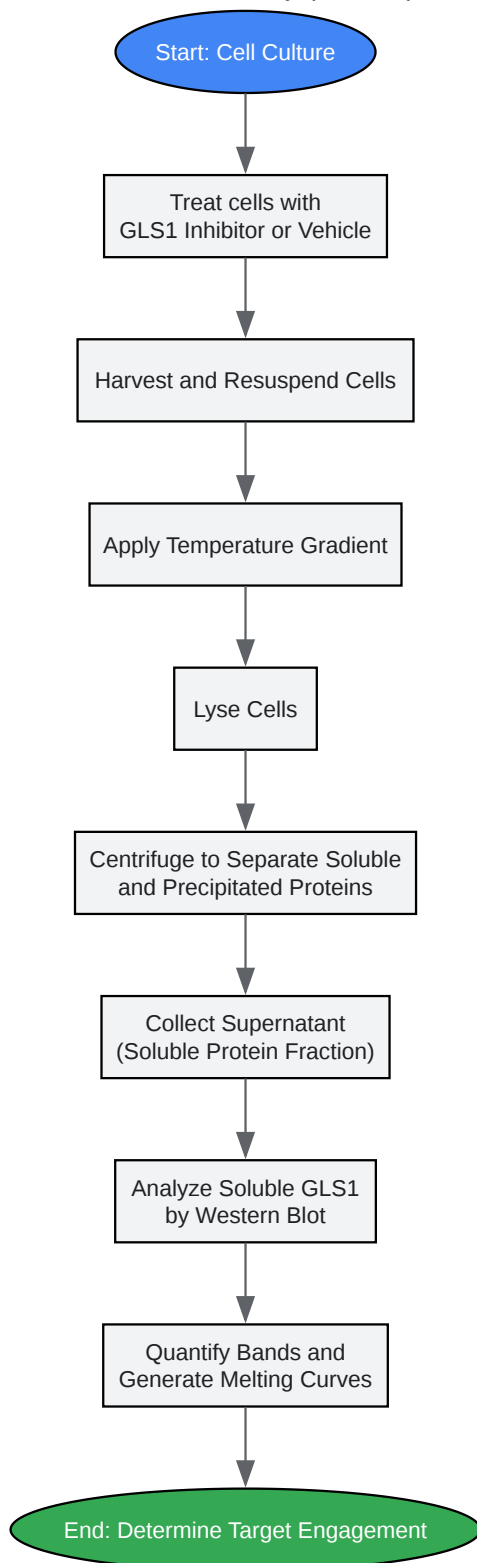 Start: Cell Culture
Treat cells with
GLS1 Inhibitor or Vehicle
Harvest and Resuspend Cells
Apply Temperature Gradient
Lyse Cells
Centrifuge to Separate Soluble
and Precipitated Proteins
Collect Supernatant
(Soluble Protein Fraction)
Analyze Soluble GLS1
by Western Blot
Quantify Bands and
Generate Melting Curves
End: Determine Target Engagement